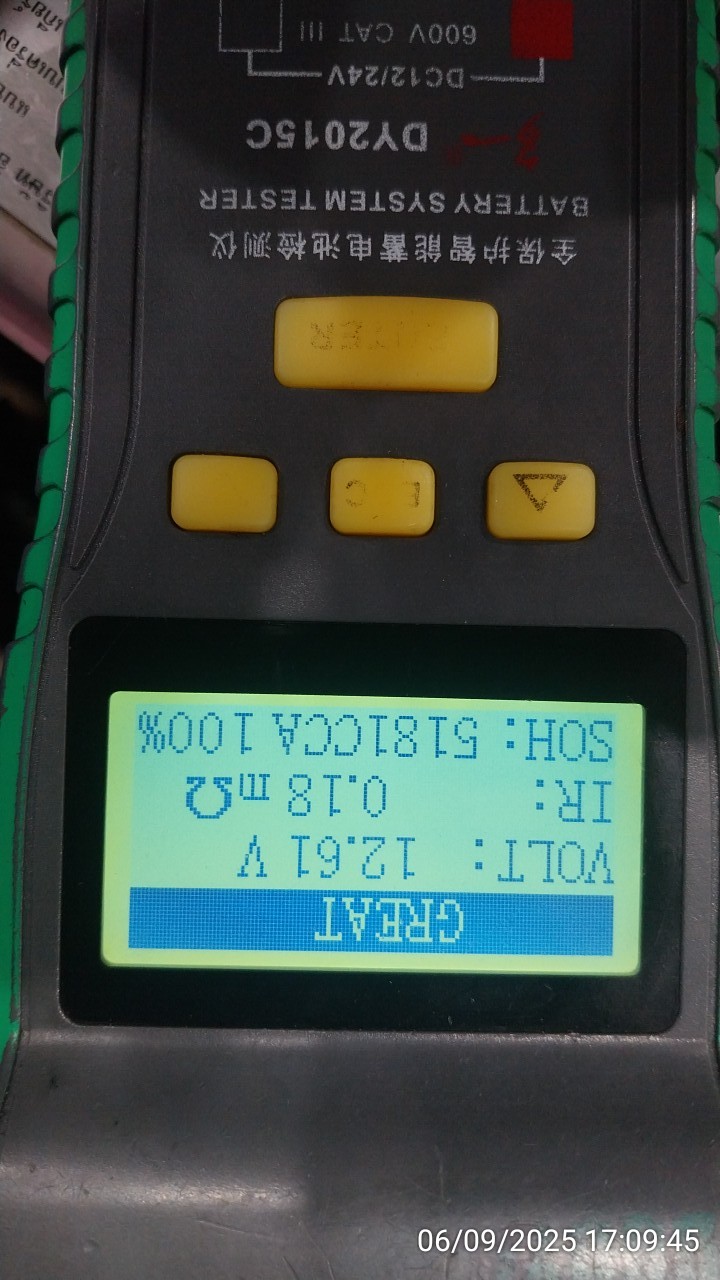 GREAT
VOLT: 12.61 V
IR: 0.18 mΩ
SOH: 5181CCA 100%
全保护智能蓄电池检测仪
BATTERY SYSTEM TESTER
DY2015C
DC12/24V
600V CAT III
06/09/2025 17:09:45